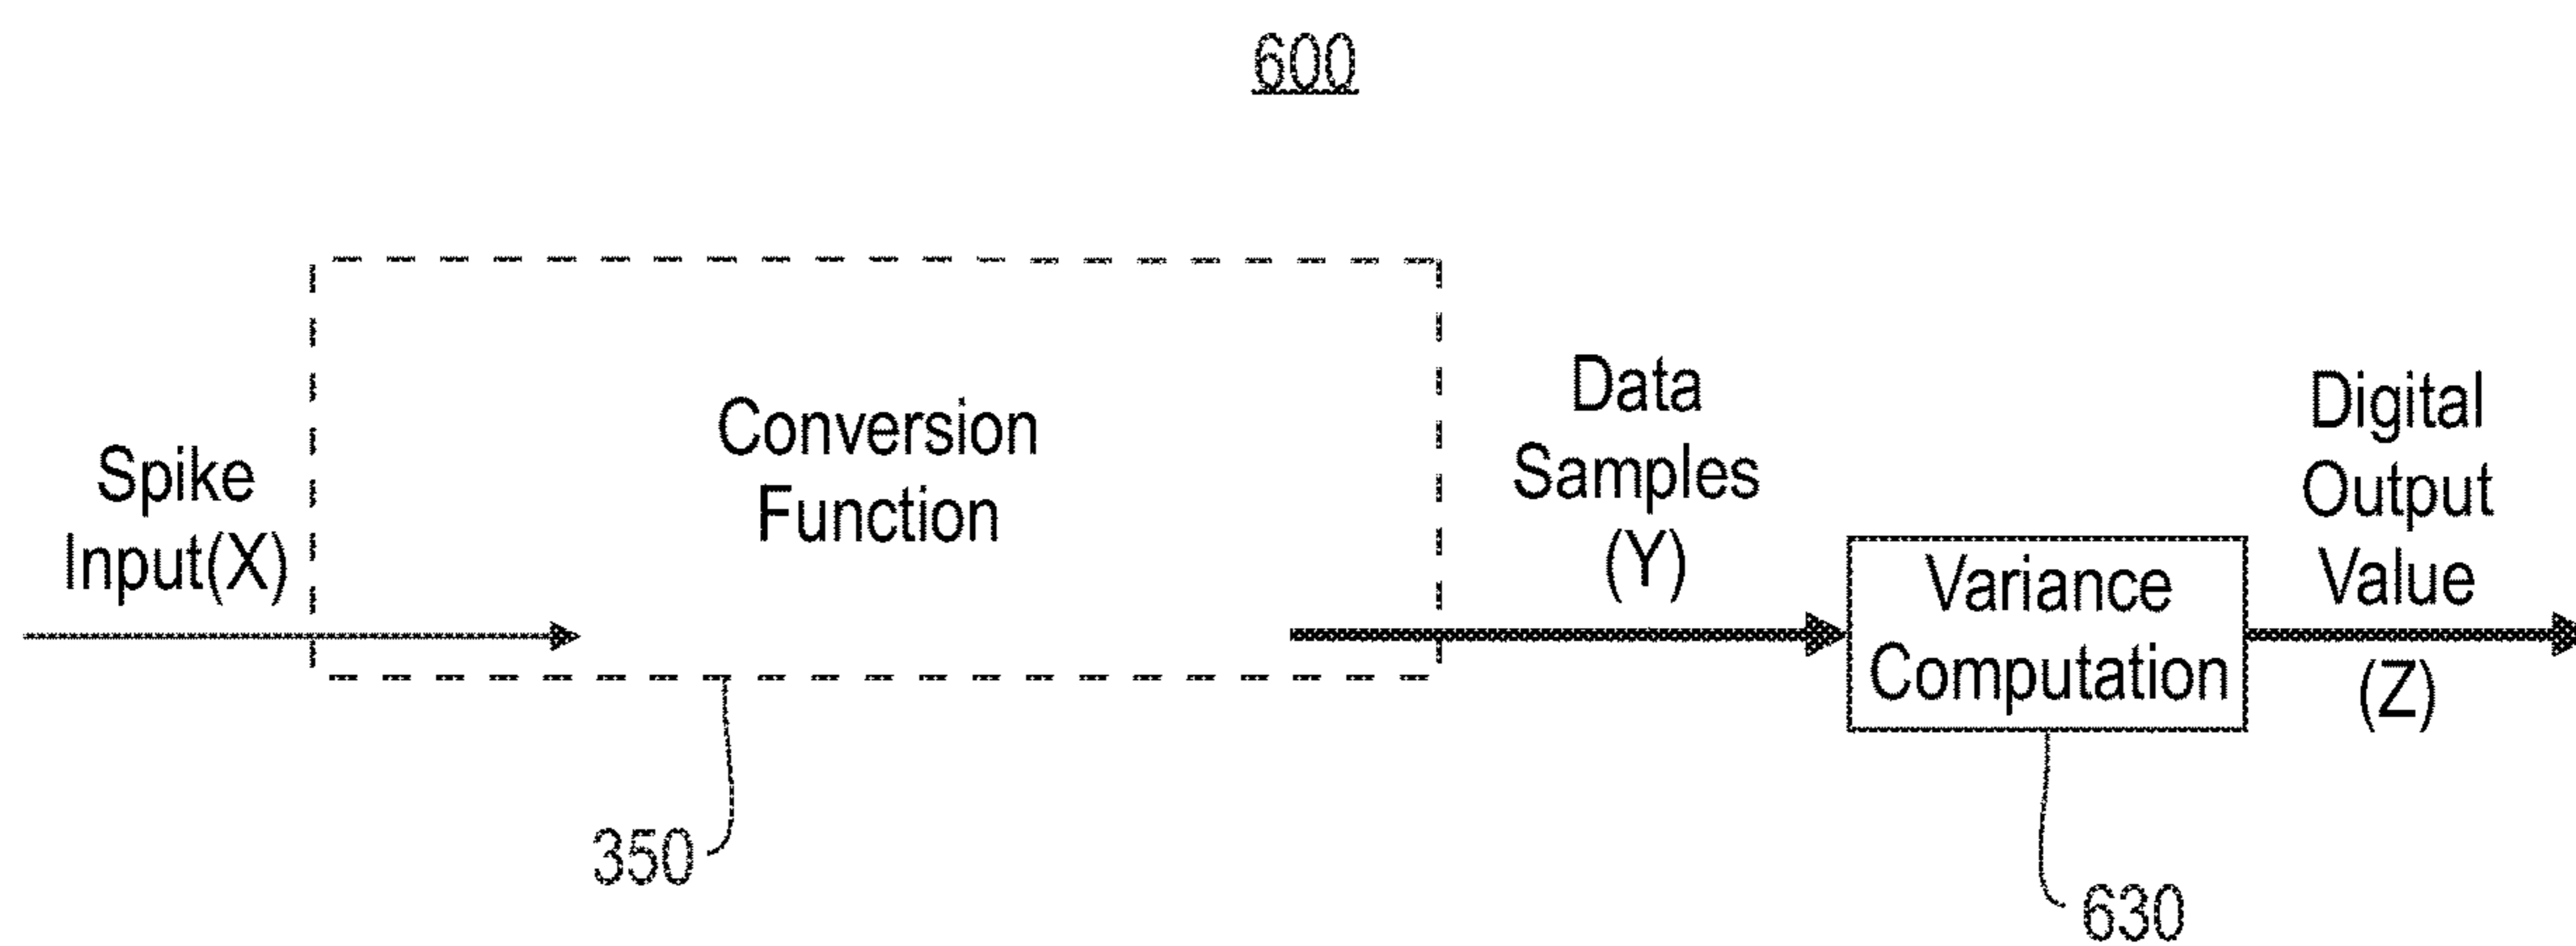 600
Spike
Input(X)
Conversion
Function
Data
Samples
(Y)
Variance
Computation
Digital
Output
Value
(Z)
350
630